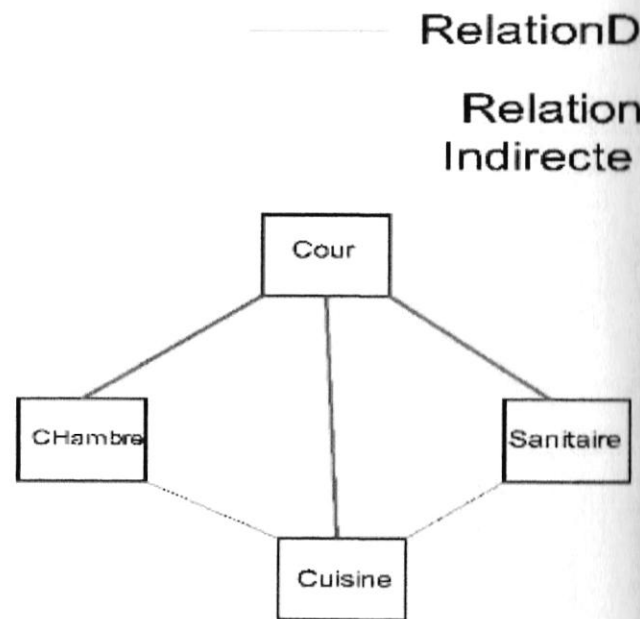 RelationD
Relation
Indirecte
Cour
CHambre
Sanitaire
Cuisine